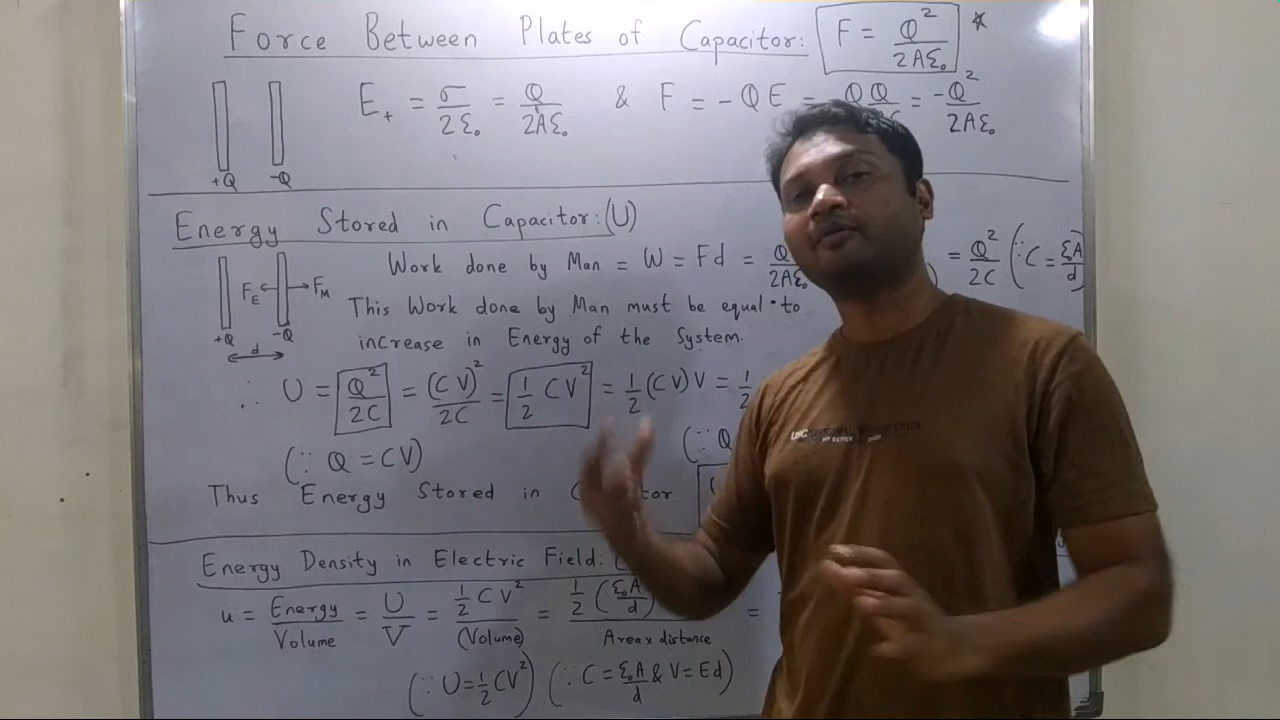 Force Between Plates of Capacitor: F = Q²/2Aε₀ *
E₊ = σ/2ε₀ = Q/2Aε₀ & F = -QE = -Q²/2Aε₀
+Q -Q
Energy Stored in Capacitor: (U)
Work done by Man = W = Fd = Q²/2Aε₀ = Q²/2C (∵ C = ε₀A/d
F_E F_M
This Work done by Man must be equal to
increase in Energy of the System.
+Q -Q
d
∴ U = Q²/2C = (CV)²/2C = 1/2 CV² = 1/2 (CV)V = 1/2
(∵ Q = CV) (∵ Q
Thus Energy Stored in
Energy Density in Electric Field: (
u = Energy/Volume = U/V = 1/2 CV²/(Volume) = 1/2 (ε₀A/d)/Area x distance =
(∵ U = 1/2 CV²) (∵ C = ε₀A/d & V = Ed)